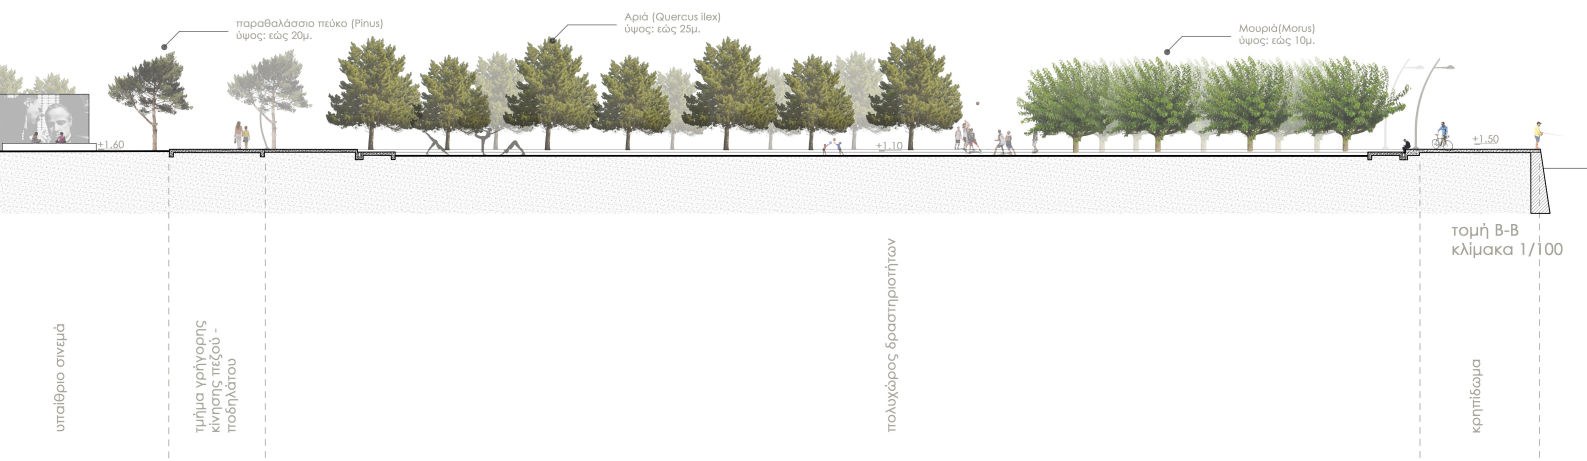 παραθαλάσσιο πεύκο (Pinus)
ύψος: εώς 20μ.
Αριά (Quercus ilex)
ύψος: εώς 25μ.
Μουριά(Morus)
ύψος: εώς 10μ.
±1.60
±1.10
±1.50
τομή Β-Β
κλίμακα 1/100
υπαίθριο σινεμά
τμήμα γρήγορης
κίνησης πεζού -
ποδηλάτου
πολυχώρος δραστηριοτήτων
κρηπίδωμα